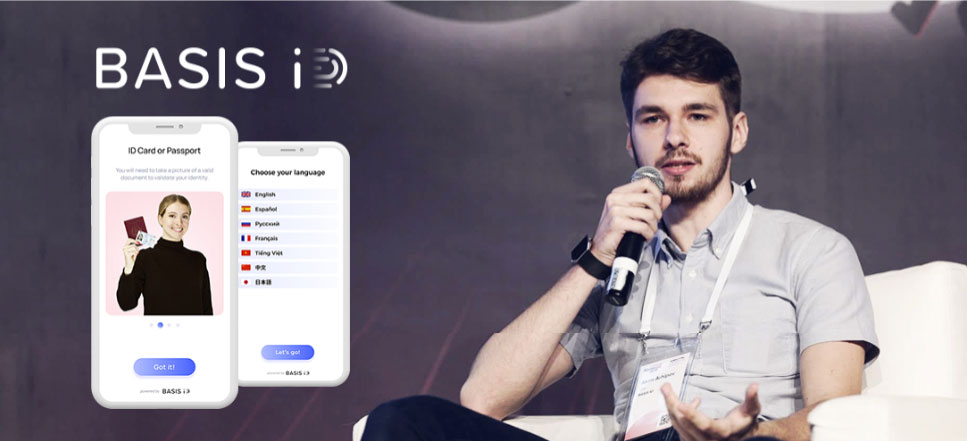 BASIS iD
ID Card or Passport
You will need to take a picture of a valid
document to validate your identity.
Got it!
powered by BASIS iD
Choose your language
English
Español
Русский
Français
Tiếng Việt
中文
日本語
Let's go!
powered by BASIS iD